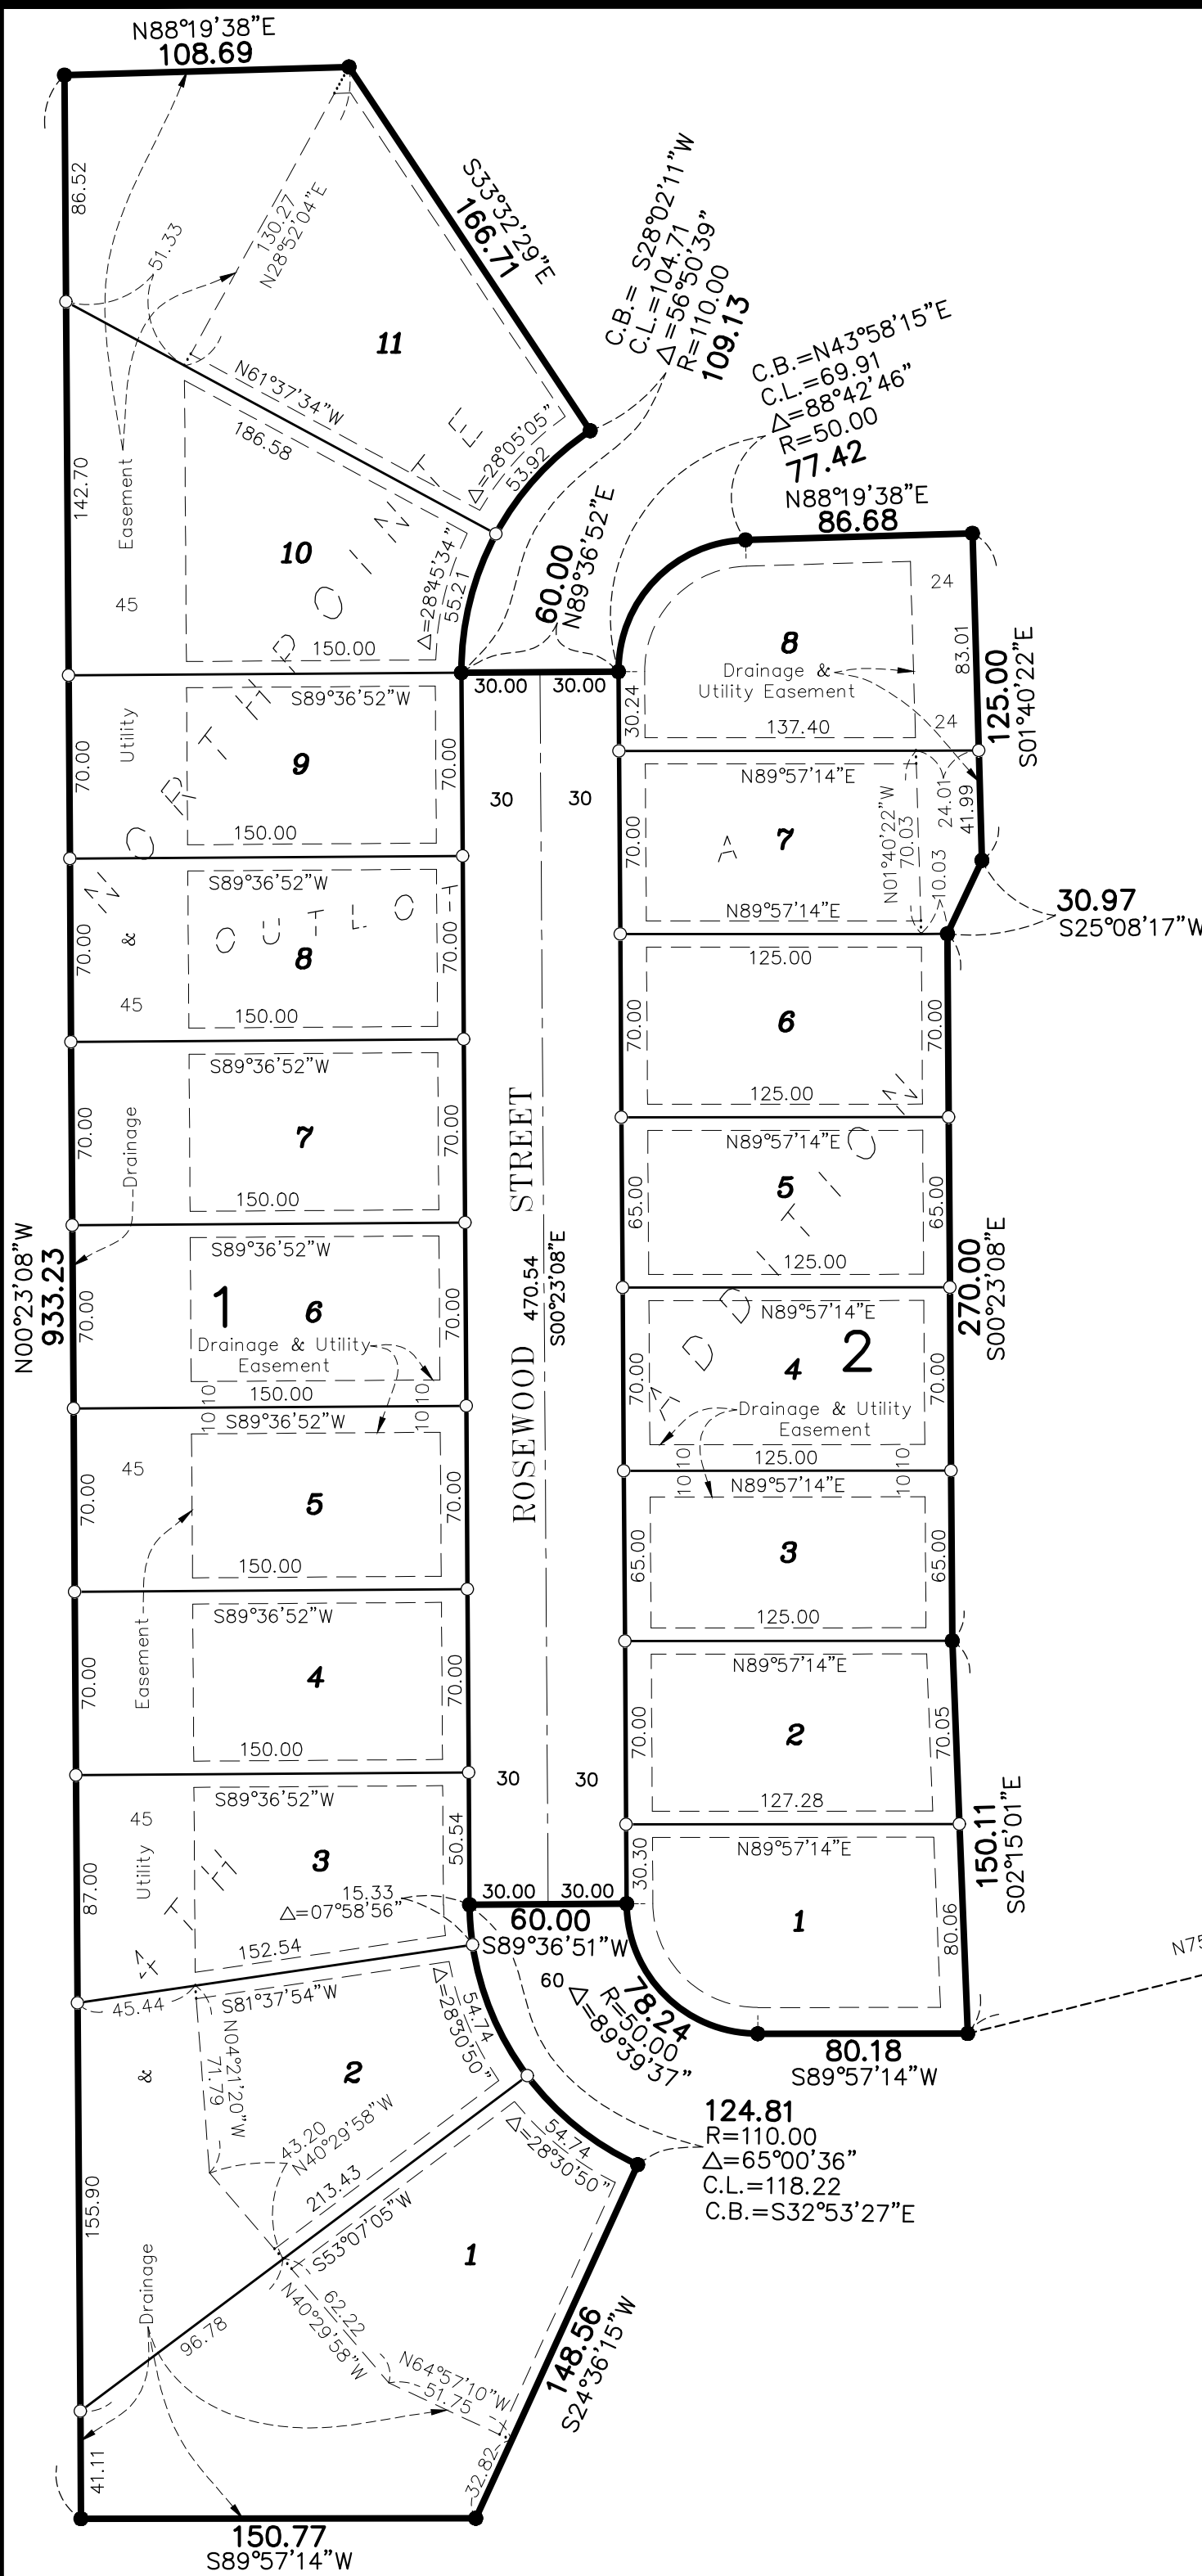 N88°19'38"E
108.69
86.52
51.33
130.27
N28°52'04"E
S33°32'29"E
166.71
C.B.= S28°02'11"W
C.L.=104.71
△=56°50'39"
R=110.00
109.13
11
N61°37'34"W
186.58
△=28°05'05"
53.92
C.B.=N43°58'15"E
C.L.=69.91
△=88°42'46"
R=50.00
77.42
N88°19'38"E
86.68
142.70
Easement
10
45
△=28°45'34"
55.21
150.00
60.00
N89°36'52"E
30.00 30.00
30.24
8
Drainage &
Utility Easement
137.40
24
83.01
24
125.00
S01°40'22"E
Utility
S89°36'52"W
70.00
9
70.00
150.00
30 30
N89°57'14"E
70.00
7
N01°40'22"W
70.03
24.01
41.99
10.03
N89°57'14"E
30.97
S25°08'17"W
NORTHPOINTE
OUTLOT A
S89°36'52"W
70.00
&
8
70.00
45
150.00
125.00
70.00
6
70.00
125.00
S89°36'52"W
70.00
Drainage
7
70.00
150.00
ROSEWOOD STREET
470.54
S00°23'08"E
N89°57'14"E
65.00
5
65.00
125.00
270.00
S00°23'08"E
N00°23'08"W
933.23
S89°36'52"W
70.00
1
6
70.00
Drainage & Utility
Easement
150.00
10 10
10 10
N89°57'14"E
70.00
4
2
70.00
Drainage & Utility
Easement
125.00
10 10
10 10
4TH ADDITION
S89°36'52"W
45
70.00
5
70.00
150.00
N89°57'14"E
65.00
3
65.00
125.00
Easement
S89°36'52"W
70.00
4
70.00
150.00
N89°57'14"E
70.00
2
70.05
127.28
30 30
S89°36'52"W
45
Utility
87.00
3
50.54
15.33
△=07°58'56"
152.54
30.00 30.00
60.00
S89°36'51"W
30.30
N89°57'14"E
1
80.06
150.11
S02°15'01"E
N75
45.44
S81°37'54"W
N04°21'20"W
71.79
&
2
△=28°30'50"
54.74
60
78.24
R=50.00
△=89°39'37"
80.18
S89°57'14"W
43.20
N40°29'58"W
213.43
S53°07'05"W
54.74
△=28°30'50"
124.81
R=110.00
△=65°00'36"
C.L.=118.22
C.B.=S32°53'27"E
155.90
Drainage
1
96.78
62.22
N40°29'58"W
N64°57'10"W
51.75
148.56
S24°36'15"W
41.11
32.82
150.77
S89°57'14"W